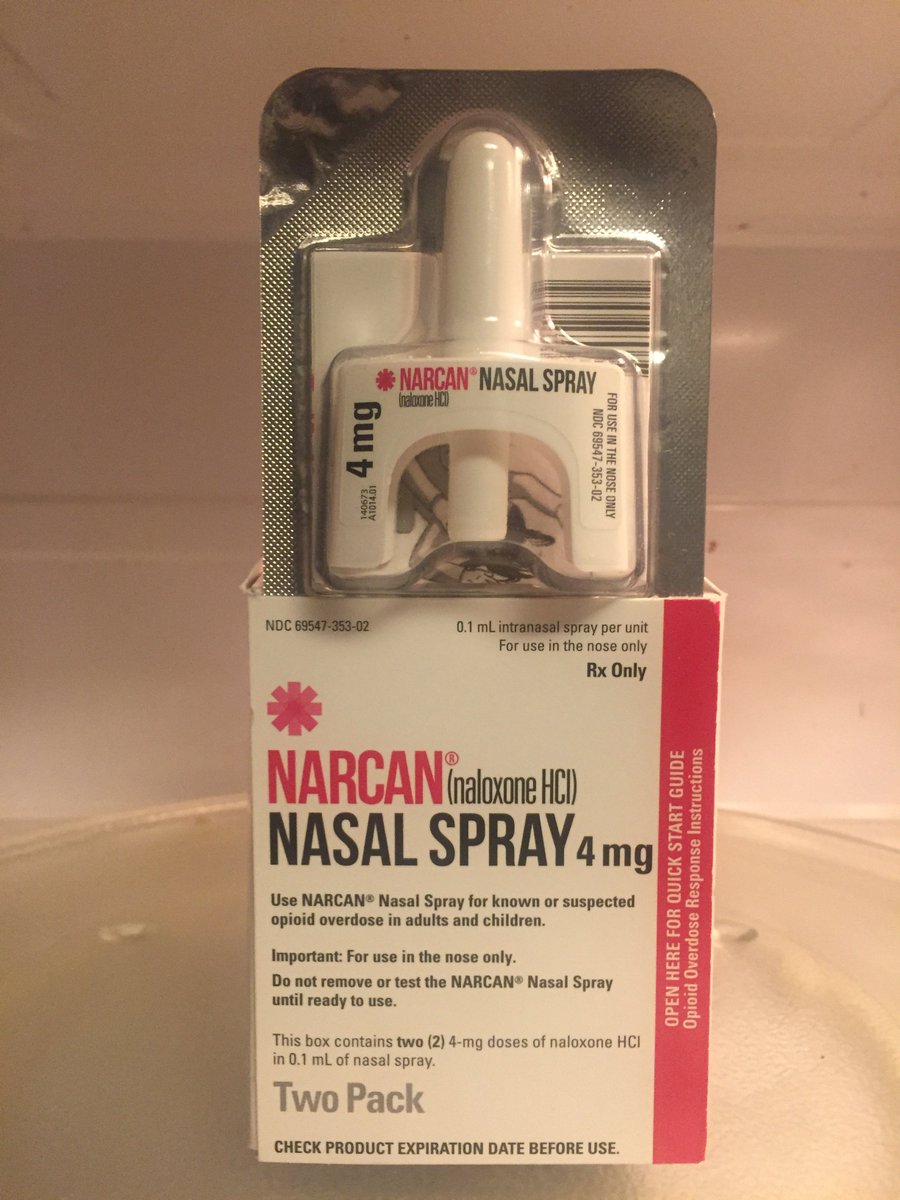 NARCAN® NASAL SPRAY
(naloxone HCl)
4 mg
140673
A1014.01
FOR USE IN THE NOSE ONLY
NDC 69547-353-02
NDC 69547-353-02
0.1 mL intranasal spray per unit
For use in the nose only
Rx Only
NARCAN® (naloxone HCl)
NASAL SPRAY 4 mg
Use NARCAN® Nasal Spray for known or suspected
opioid overdose in adults and children.
Important: For use in the nose only.
Do not remove or test the NARCAN® Nasal Spray
until ready to use.
This box contains two (2) 4-mg doses of naloxone HCl
in 0.1 mL of nasal spray.
Two Pack
CHECK PRODUCT EXPIRATION DATE BEFORE USE.
OPEN HERE FOR QUICK START GUIDE
Opioid Overdose Response Instructions